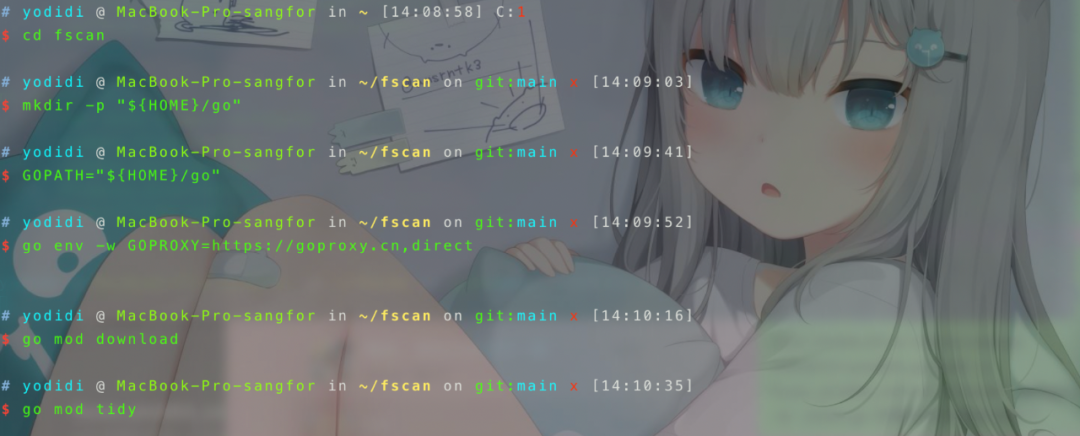 # yodidi @ MacBook-Pro-sangfor in ~ [14:08:58] C:1
$ cd fscan
# yodidi @ MacBook-Pro-sangfor in ~/fscan on git:main x [14:09:03]
$ mkdir -p "${HOME}/go"
# yodidi @ MacBook-Pro-sangfor in ~/fscan on git:main x [14:09:41]
$ GOPATH="${HOME}/go"
# yodidi @ MacBook-Pro-sangfor in ~/fscan on git:main x [14:09:52]
$ go env -w GOPROXY=https://goproxy.cn,direct
# yodidi @ MacBook-Pro-sangfor in ~/fscan on git:main x [14:10:16]
$ go mod download
# yodidi @ MacBook-Pro-sangfor in ~/fscan on git:main x [14:10:35]
$ go mod tidy